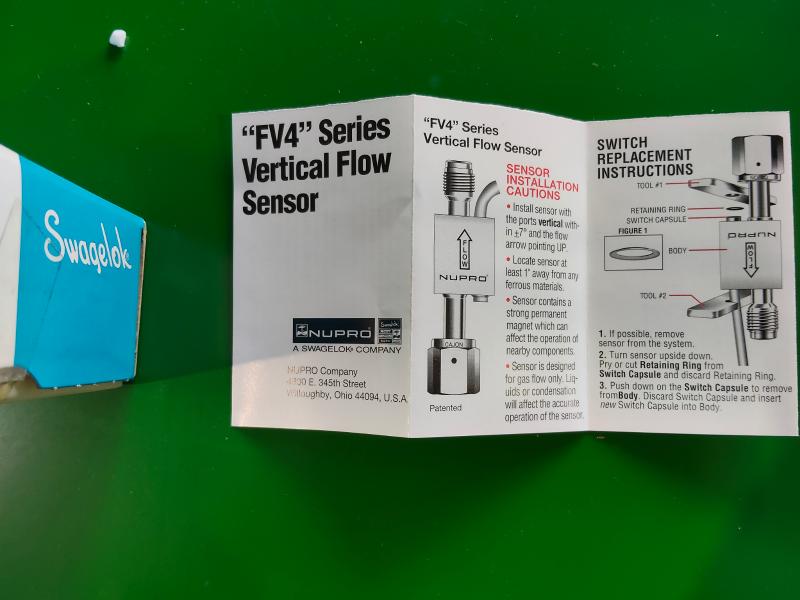 Swagelok
"FV4" Series
Vertical Flow
Sensor
NUPRO
Swagelok
A SWAGELOK COMPANY
NUPRO Company
4800 E. 345th Street
Willoughby, Ohio 44094, U.S.A.
"FV4" Series
Vertical Flow Sensor
SENSOR
INSTALLATION
CAUTIONS
• Install sensor with
the ports vertical with-
in ±7° and the flow
arrow pointing UP.
• Locate sensor at
least 1" away from any
ferrous materials.
• Sensor contains a
strong permanent
magnet which can
affect the operation of
nearby components.
• Sensor is designed
for gas flow only. Liq-
uids or condensation
will affect the accurate
operation of the sensor.
FLOW
NUPRO
CAJON
Patented
SWITCH
REPLACEMENT
INSTRUCTIONS
TOOL #1
RETAINING RING
SWITCH CAPSULE
FIGURE 1
BODY
NUPRO
FLOW
TOOL #2
1. If possible, remove
sensor from the system.
2. Turn sensor upside down.
Pry or cut Retaining Ring from
Switch Capsule and discard Retaining Ring.
3. Push down on the Switch Capsule to remove
fromBody. Discard Switch Capsule and insert
new Switch Capsule into Body.